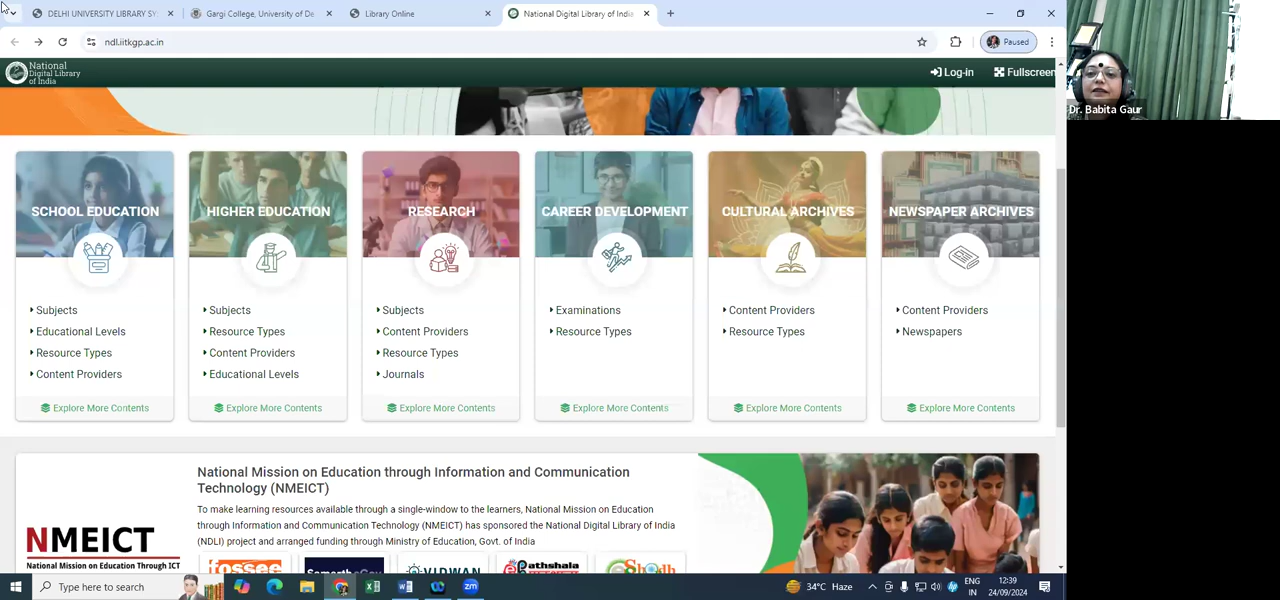 DELHI UNIVERSITY LIBRARY SY
Gargi College, University of De
Library Online
National Digital Library of India
ndl.iitkgp.ac.in
Paused
National
Digital Library
of India
Log-in
Fullscreen
Dr. Babita Gaur
SCHOOL EDUCATION
HIGHER EDUCATION
RESEARCH
CAREER DEVELOPMENT
CULTURAL ARCHIVES
NEWSPAPER ARCHIVES
Subjects
Educational Levels
Resource Types
Content Providers
Explore More Contents
Subjects
Resource Types
Content Providers
Educational Levels
Explore More Contents
Subjects
Content Providers
Resource Types
Journals
Explore More Contents
Examinations
Resource Types
Explore More Contents
Content Providers
Resource Types
Explore More Contents
Content Providers
Newspapers
Explore More Contents
NMEICT
National Mission on Education Through ICT
National Mission on Education through Information and Communication
Technology (NMEICT)
To make learning resources available through a single-window to the learners, National Mission on Education
through Information and Communication Technology (NMEICT) has sponsored the National Digital Library of India
(NDLI) project and arranged funding through Ministry of Education, Govt. of India
fossee
VIDWAN
Pathshala
Type here to search
34°C Haze
ENG
IN
12:39
24/09/2024